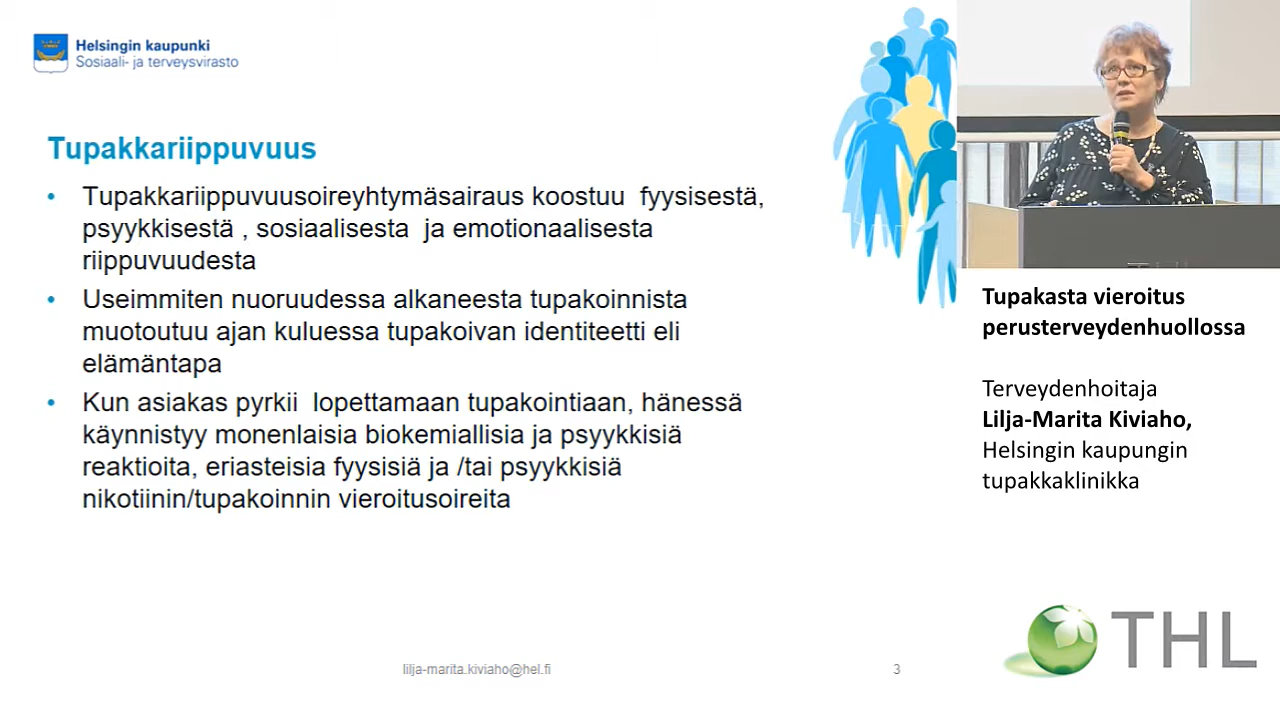 Helsingin kaupunki
Sosiaali- ja terveysvirasto
Tupakkariippuvuus
• Tupakkariippuvuusoireyhtymäsairaus koostuu fyysisestä,
psyykkisestä , sosiaalisesta ja emotionaalisesta
riippuvuudesta
• Useimmiten nuoruudessa alkaneesta tupakoinnista
muotoutuu ajan kuluessa tupakoivan identiteetti eli
elämäntapa
• Kun asiakas pyrkii lopettamaan tupakointiaan, hänessä
käynnistyy monenlaisia biokemiallisia ja psyykkisiä
reaktioita, eriasteisia fyysisiä ja /tai psyykkisiä
nikotiinin/tupakoinnin vieroitusoireita
lilja-marita.kiviaho@hel.fi
3
Tupakasta vieroitus
perusterveydenhuollossa
Terveydenhoitaja
Lilja-Marita Kiviaho,
Helsingin kaupungin
tupakkaklinikka
THL